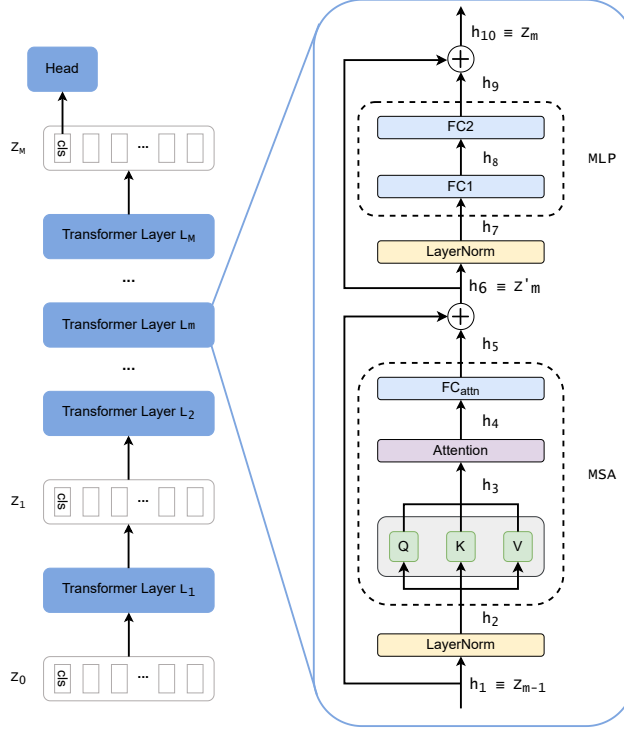 Head
Z_M
cls
...
Transformer Layer L_M
...
Transformer Layer L_m
...
Transformer Layer L_2
Z_1
cls
...
Transformer Layer L_1
Z_0
cls
...
h_10 ≡ Z_m
h_9
FC2
h_8
MLP
FC1
h_7
LayerNorm
h_6 ≡ Z'_m
h_5
FC_attn
h_4
Attention
MSA
h_3
Q K V
h_2
LayerNorm
h_1 ≡ Z_m-1